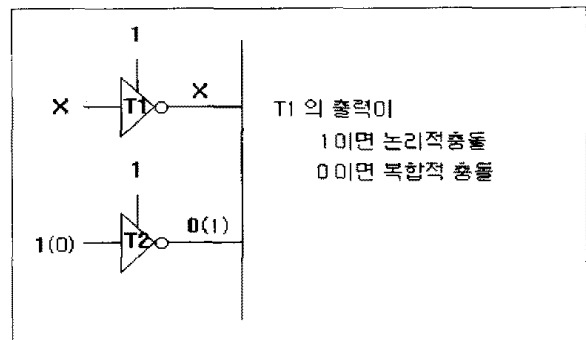 1
X T1 X
T1 의 출력이
1 이면 논리적충돌
0 이면 복합적 충돌
1
1(0) T2 0(1)